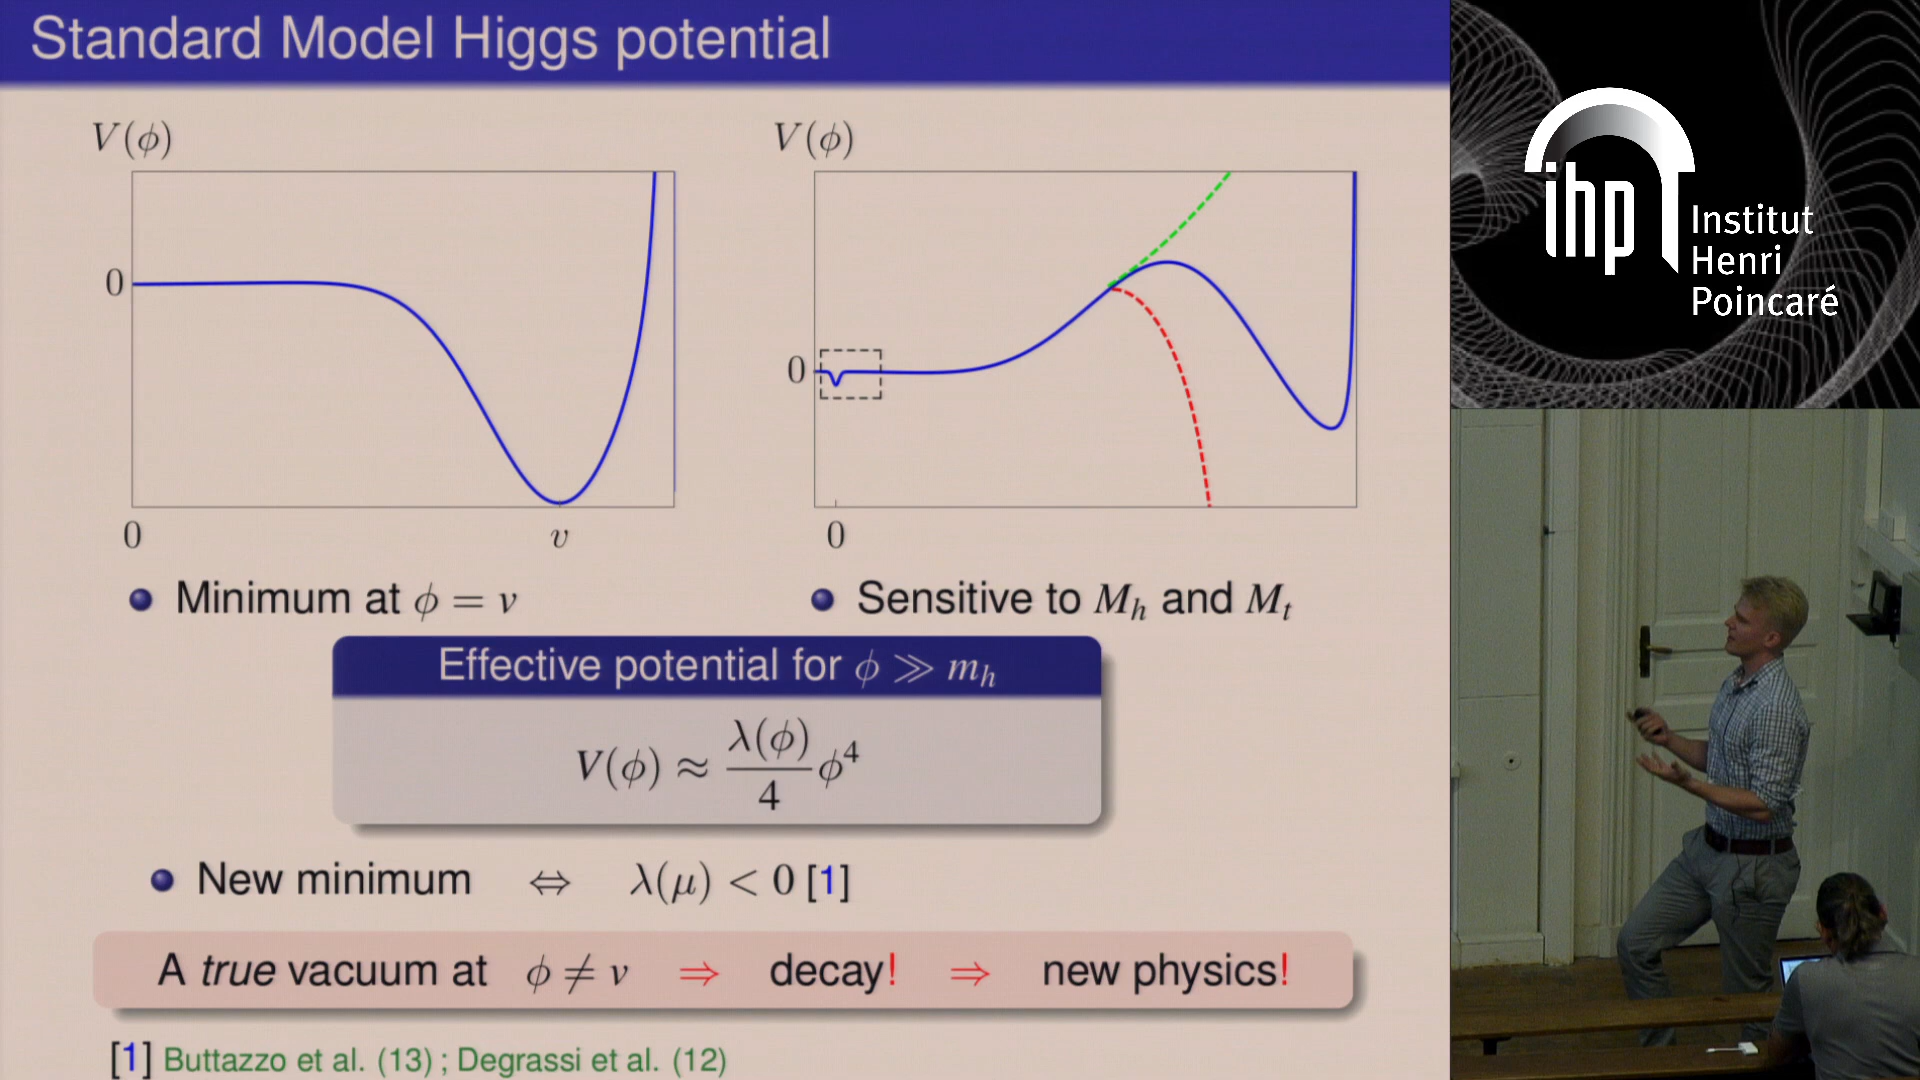 Standard Model Higgs potential
V(ϕ)
0
0
v
V(ϕ)
0
0
Minimum at ϕ = v
Sensitive to M_h and M_t
Effective potential for ϕ ≫ m_h
V(ϕ) ≈ λ(ϕ)/4 ϕ⁴
New minimum ⇔ λ(μ) < 0 [1]
A true vacuum at ϕ ≠ v ⇒ decay! ⇒ new physics!
[1] Buttazzo et al. (13) ; Degrassi et al. (12)
ihp
Institut
Henri
Poincaré